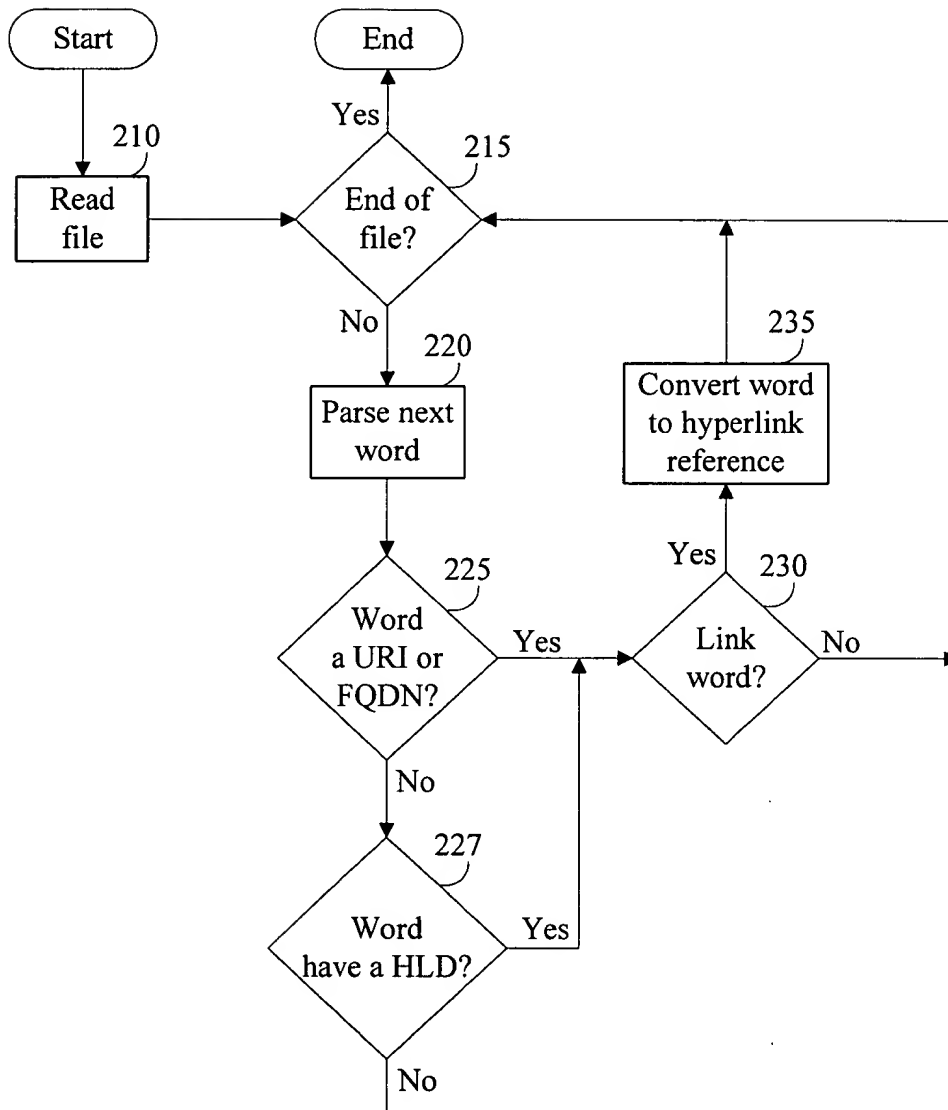 Start
End
Yes
210
215
Read
file
End of
file?
No
220
235
Parse next
word
Convert word
to hyperlink
reference
Yes
225
230
Word
a URI or
FQDN?
Yes
Link
word?
No
No
227
Word
have a HLD?
Yes
No